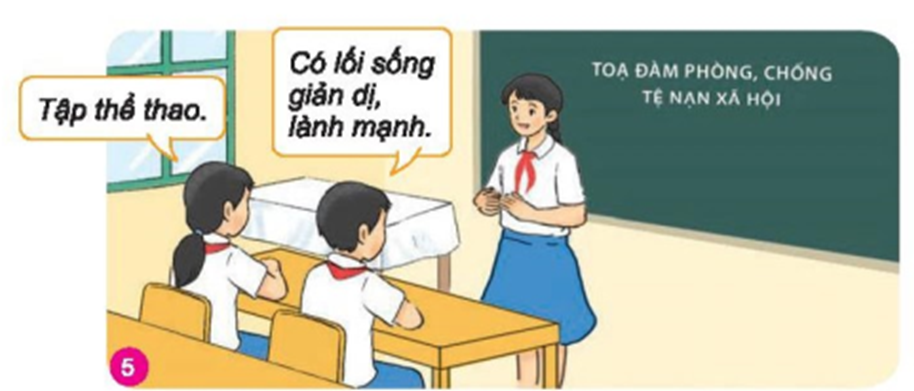 Tập thể thao.
Có lối sống
giản dị,
lành mạnh.
TOẠ ĐÀM PHÒNG, CHỐNG
TỆ NẠN XÃ HỘI
5